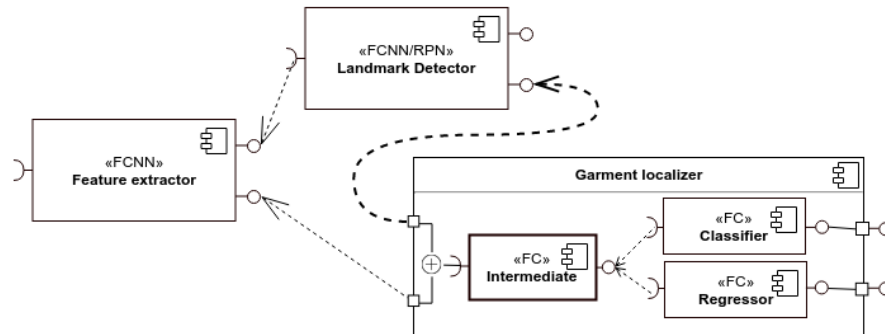 «FCNN/RPN»
Landmark Detector
«FCNN»
Feature extractor
Garment localizer
«FC»
Classifier
«FC»
Intermediate
«FC»
Regressor